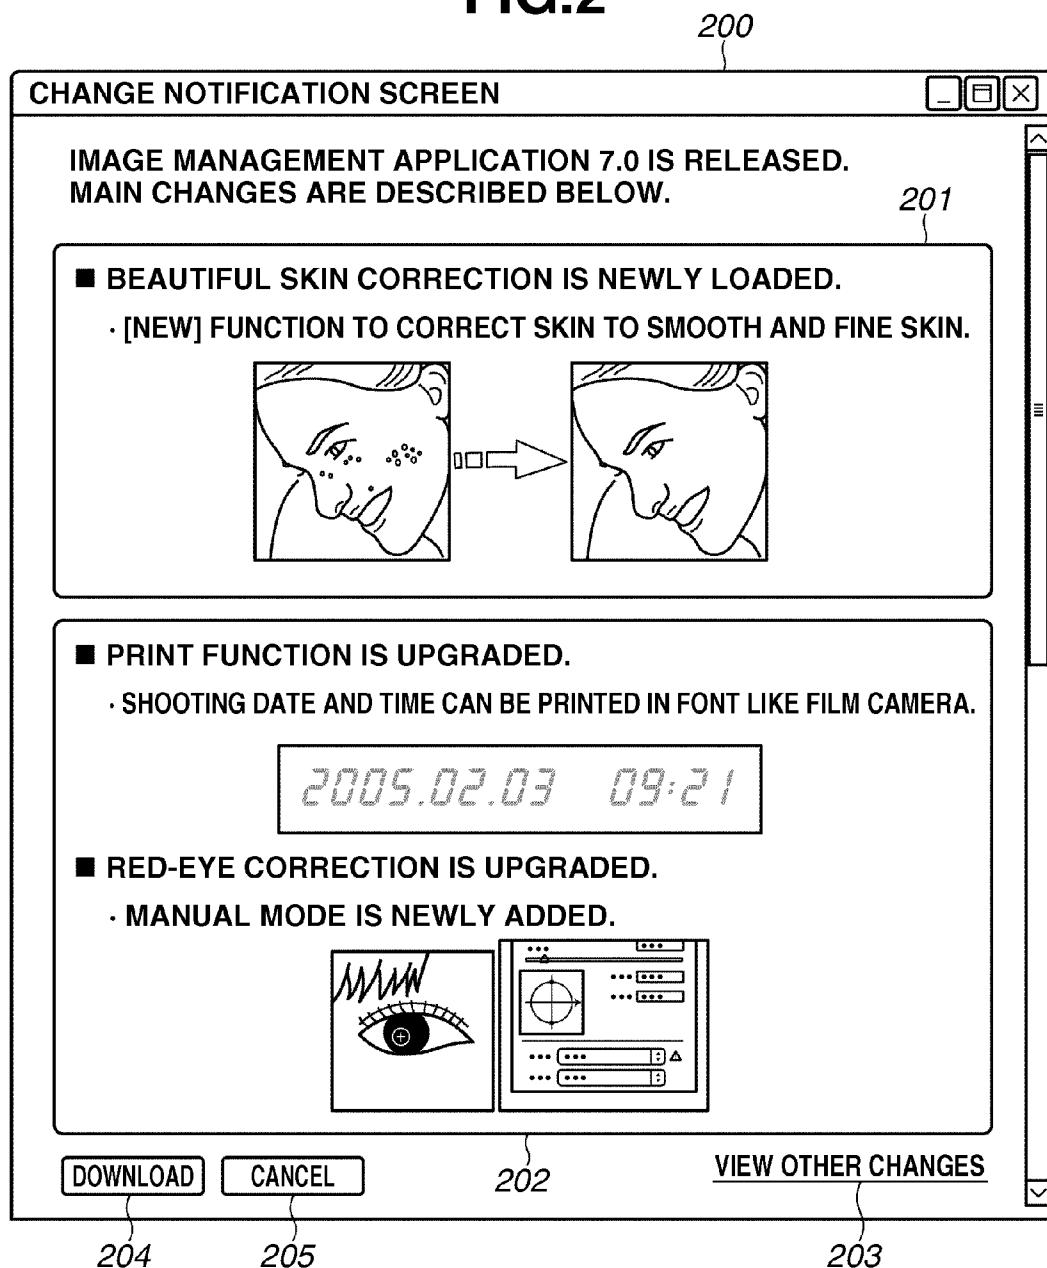 FIG.2
200
CHANGE NOTIFICATION SCREEN
IMAGE MANAGEMENT APPLICATION 7.0 IS RELEASED.
MAIN CHANGES ARE DESCRIBED BELOW.
201
■ BEAUTIFUL SKIN CORRECTION IS NEWLY LOADED.
· [NEW] FUNCTION TO CORRECT SKIN TO SMOOTH AND FINE SKIN.
■ PRINT FUNCTION IS UPGRADED.
· SHOOTING DATE AND TIME CAN BE PRINTED IN FONT LIKE FILM CAMERA.
2005.02.03 09:21
■ RED-EYE CORRECTION IS UPGRADED.
· MANUAL MODE IS NEWLY ADDED.
DOWNLOAD CANCEL 202 VIEW OTHER CHANGES
204 205 203